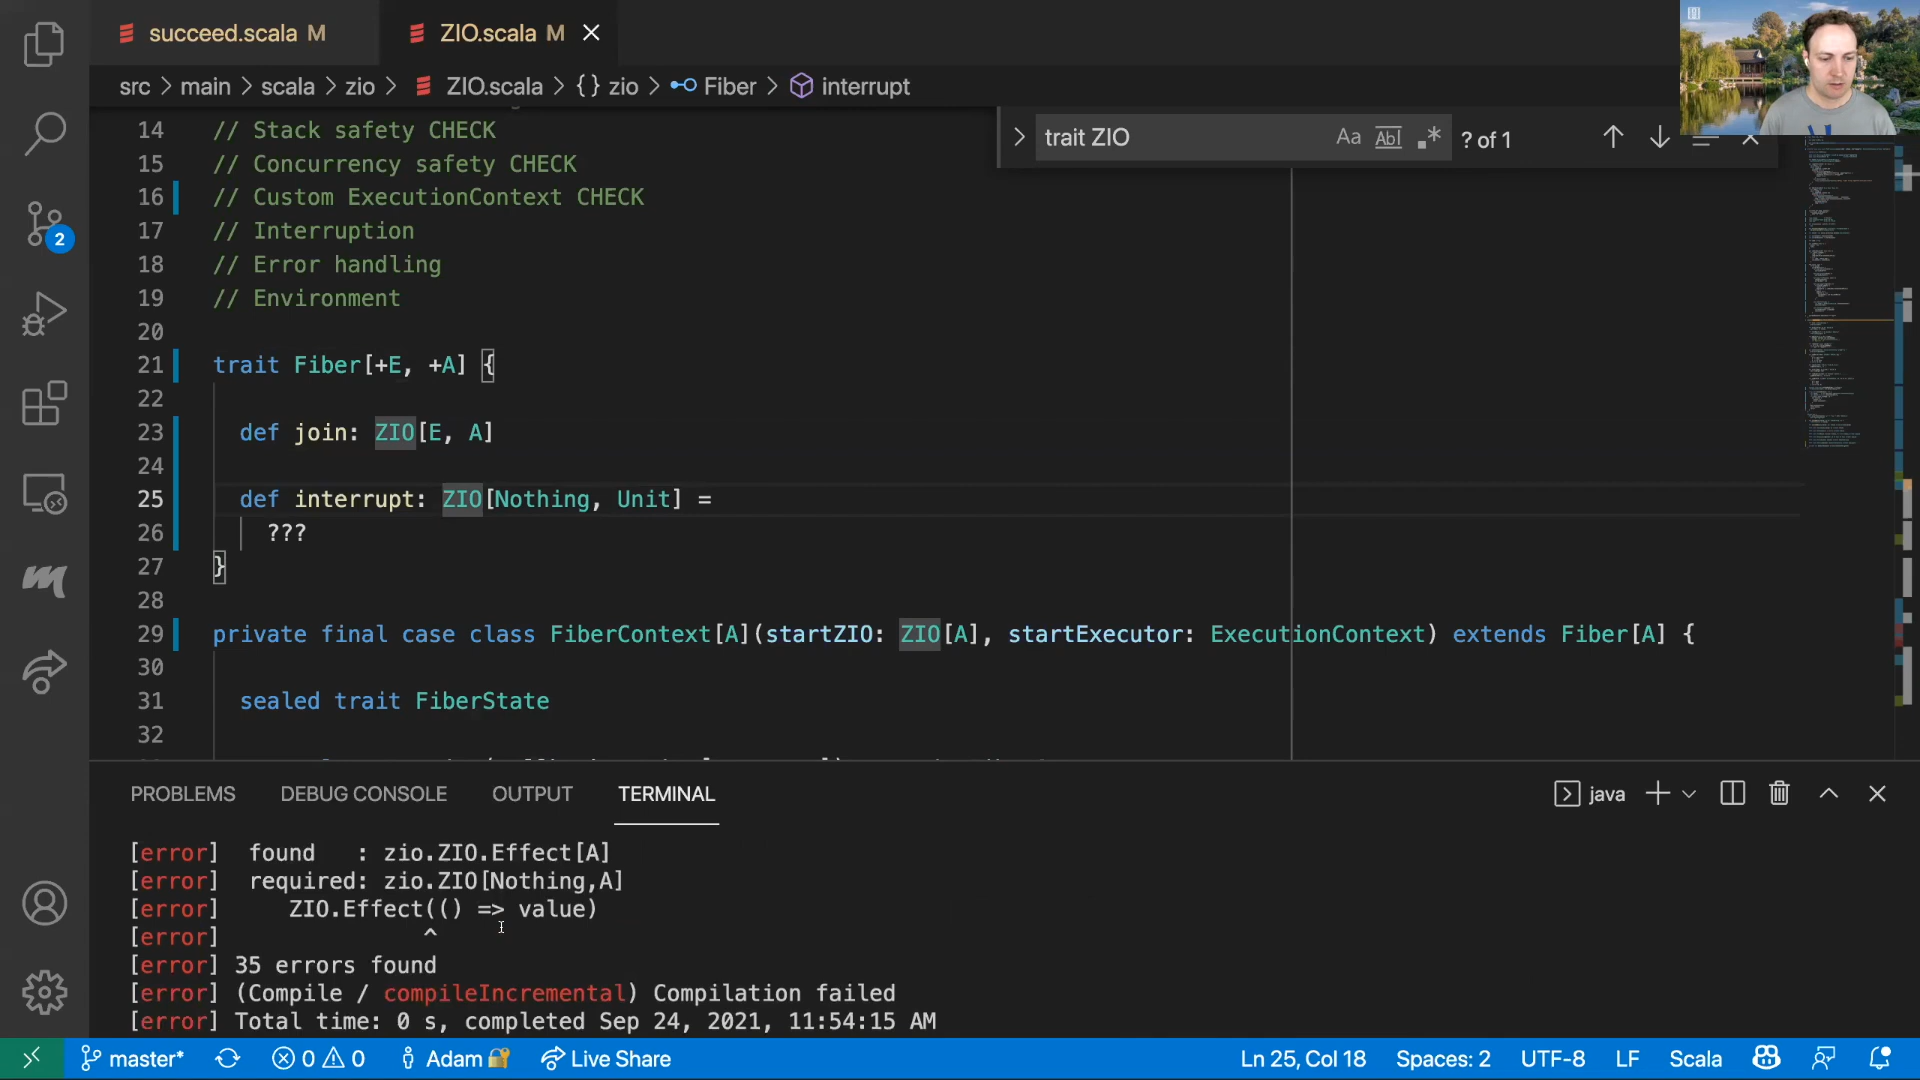 succeed.scala M
ZIO.scala M
src > main > scala > zio > ZIO.scala > {} zio > Fiber > interrupt
trait ZIO
Aa
Abl
? of 1
14 // Stack safety CHECK
15 // Concurrency safety CHECK
16 // Custom ExecutionContext CHECK
17 // Interruption
18 // Error handling
19 // Environment
20
21 trait Fiber[+E, +A] {
22
23 def join: ZIO[E, A]
24
25 def interrupt: ZIO[Nothing, Unit] =
26 ???
27 }
28
29 private final case class FiberContext[A](startZIO: ZIO[A], startExecutor: ExecutionContext) extends Fiber[A] {
30
31 sealed trait FiberState
32
2
PROBLEMS DEBUG CONSOLE OUTPUT TERMINAL
java
[error] found : zio.ZIO.Effect[A]
[error] required: zio.ZIO[Nothing,A]
[error] ZIO.Effect(() => value)
[error] ^
[error] 35 errors found
[error] (Compile / compileIncremental) Compilation failed
[error] Total time: 0 s, completed Sep 24, 2021, 11:54:15 AM
master* 0 0 Adam Live Share Ln 25, Col 18 Spaces: 2 UTF-8 LF Scala